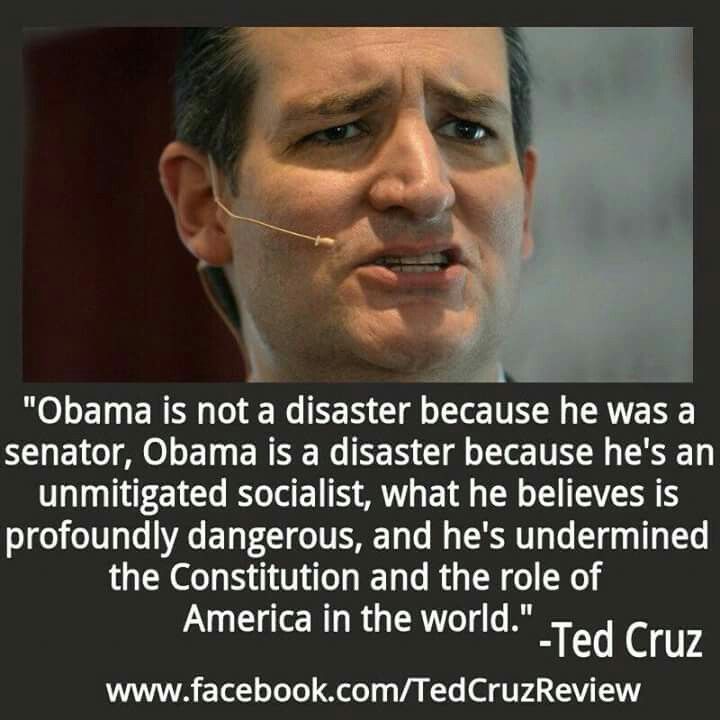 "Obama is not a disaster because he was a
senator, Obama is a disaster because he's an
unmitigated socialist, what he believes is
profoundly dangerous, and he's undermined
the Constitution and the role of
America in the world."
-Ted Cruz
www.facebook.com/TedCruzReview